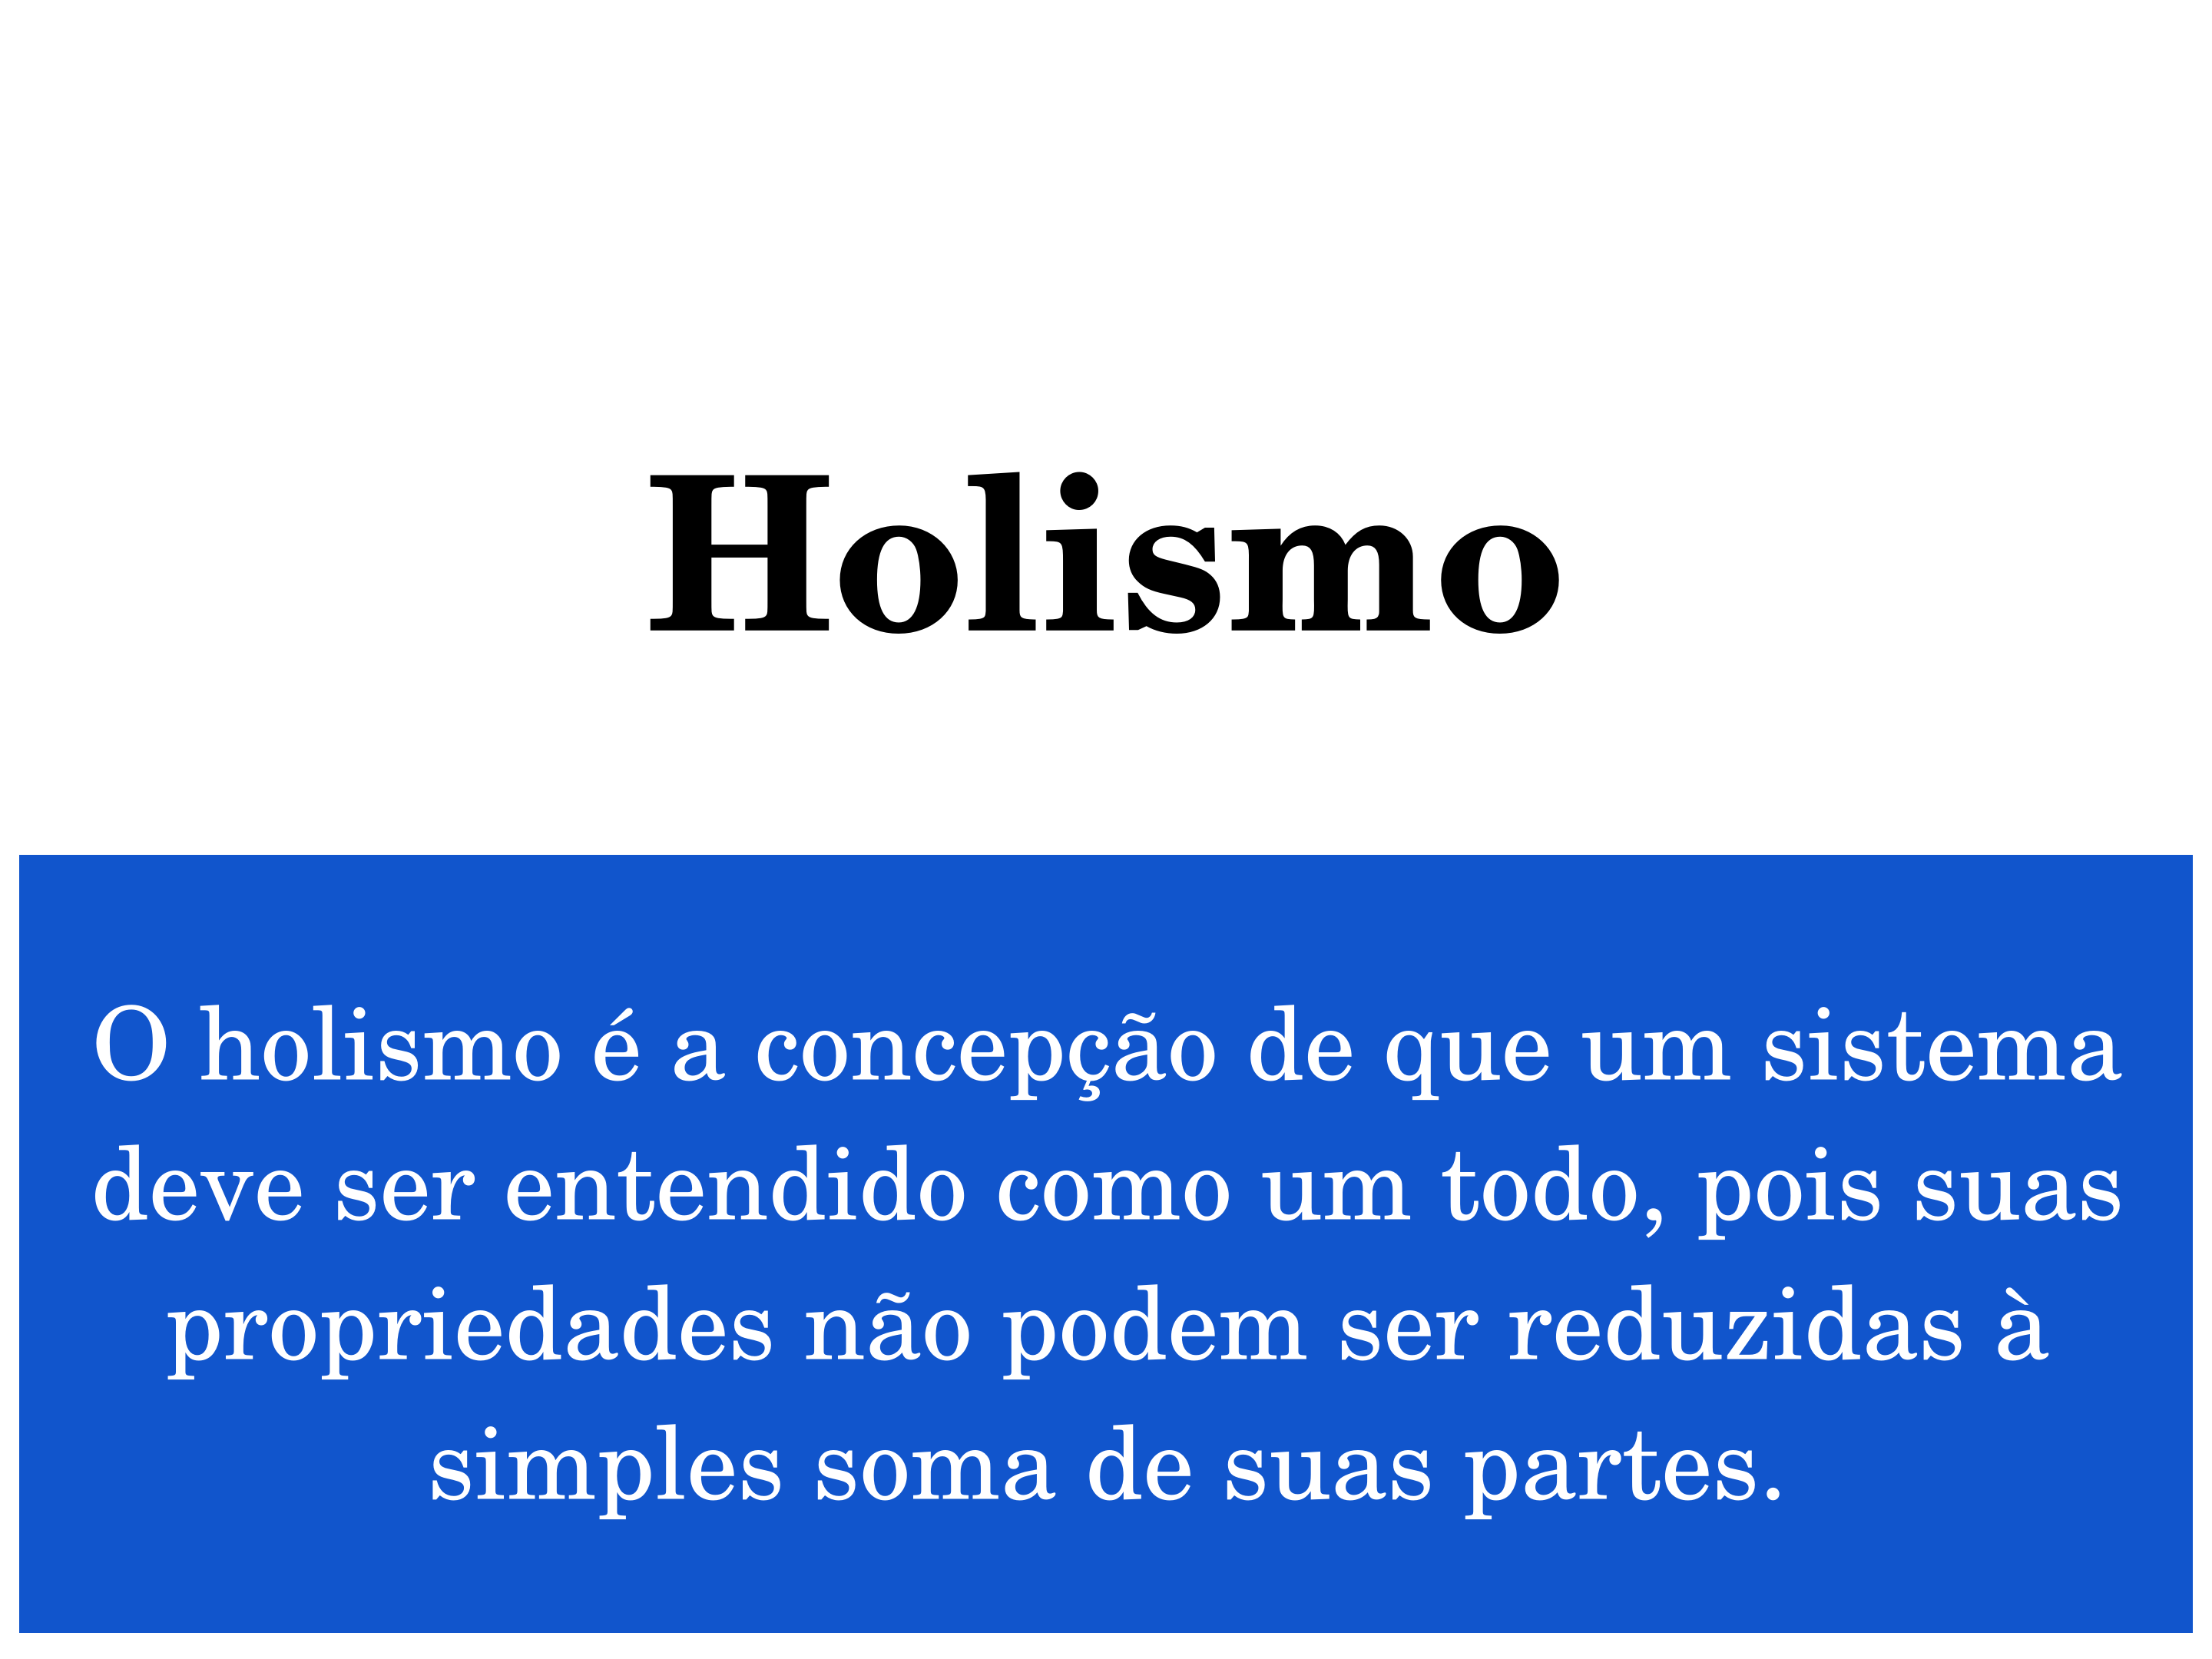 Holismo
O holismo é a concepção de que um sistema
deve ser entendido como um todo, pois suas
propriedades não podem ser reduzidas à
simples soma de suas partes.